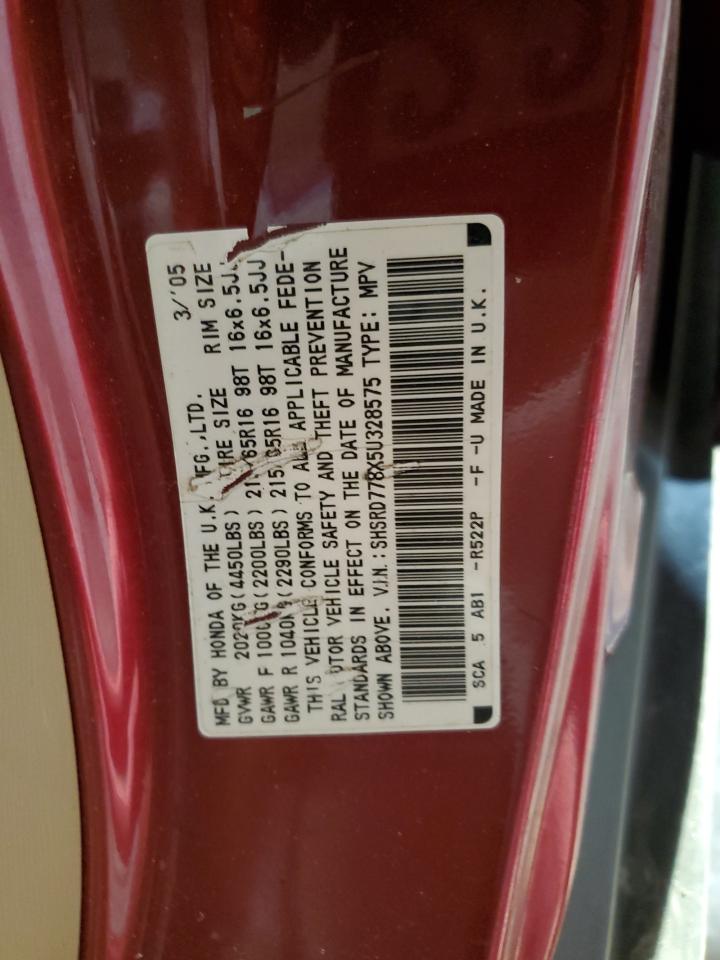 MFD BY HONDA OF THE U.K. MFG.,LTD. 3/'05
GVWR 2020KG(4450LBS) TIRE SIZE RIM SIZE
GAWR F 1000KG(2200LBS) 215/65R16 98T 16x6.5JJ
GAWR R 1040KG(2290LBS) 215/65R16 98T 16x6.5JJ
THIS VEHICLE CONFORMS TO ALL APPLICABLE FEDE-
RAL MOTOR VEHICLE SAFETY AND THEFT PREVENTION
STANDARDS IN EFFECT ON THE DATE OF MANUFACTURE
SHOWN ABOVE. V.I.N.:SHSRD778X5U328575 TYPE: MPV
SCA 5 AB1 -R522P -F -U MADE IN U.K.